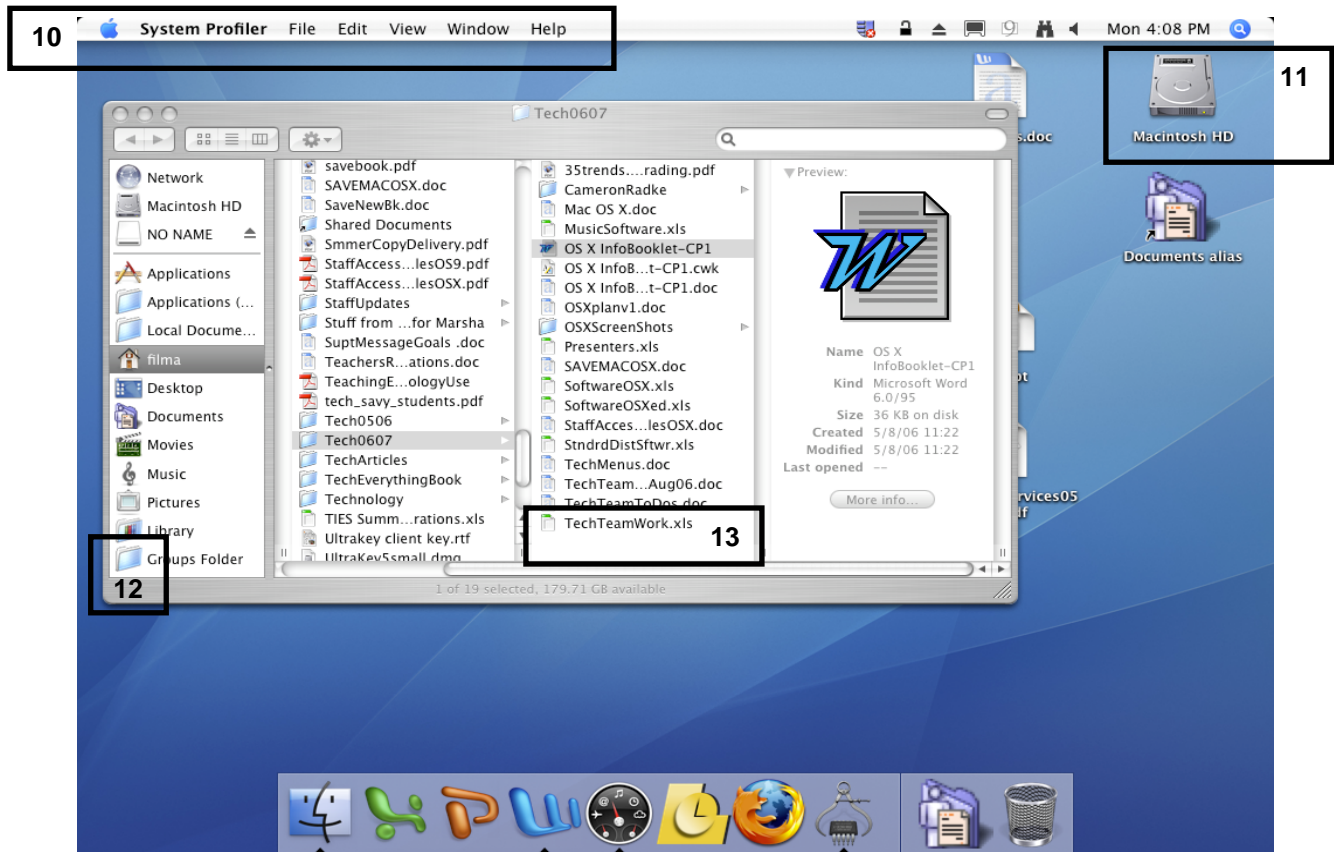 10
System Profiler File Edit View Window Help
Mon 4:08 PM
11
Tech0607
s.doc
Macintosh HD
Network
Macintosh HD
NO NAME
Applications
Applications (...
Local Docume...
filma
Desktop
Documents
Movies
Music
Pictures
Library
Groups Folder
12
savebook.pdf
SAVEMACOSX.doc
SaveNewBk.doc
Shared Documents
SmmerCopyDelivery.pdf
StaffAccess...lesOS9.pdf
StaffAccess...lesOSX.pdf
StaffUpdates
Stuff from ...for Marsha
SuptMessageGoals .doc
TeachersR...ations.doc
TeachingE...ologyUse
tech_savy_students.pdf
Tech0506
Tech0607
TechArticles
TechEverythingBook
Technology
TIES Summ...rations.xls
Ultrakey client key.rtf
UltraKey5small.dmg
35trends....rading.pdf
CameronRadke
Mac OS X.doc
MusicSoftware.xls
OS X InfoBooklet-CP1
OS X InfoB...t-CP1.cwk
OS X InfoB...t-CP1.doc
OSXplanv1.doc
OSXScreenShots
Presenters.xls
SAVEMACOSX.doc
SoftwareOSX.xls
SoftwareOSXed.xls
StaffAcces...lesOSX.doc
StndrdDistSftwr.xls
TechMenus.doc
TechTeam...Aug06.doc
TechTeamToDos.doc
TechTeamWork.xls
13
Preview:
W
Name OS X
InfoBooklet-CP1
Kind Microsoft Word
6.0/95
Size 36 KB on disk
Created 5/8/06 11:22
Modified 5/8/06 11:22
Last opened --
More info...
1 of 19 selected, 179.71 GB available
Documents alias
pt
rvices05
df